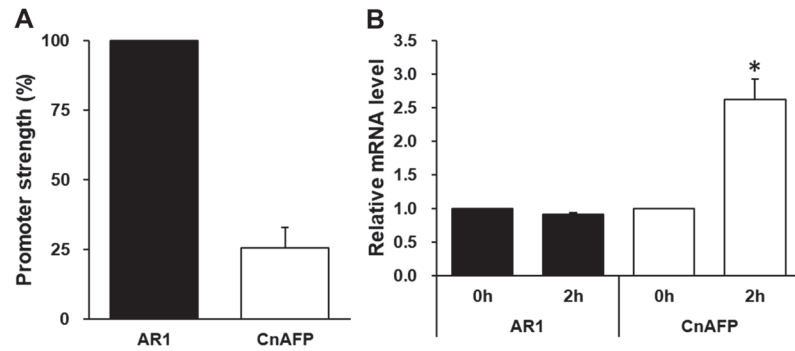 A
Promoter strength (%)
100
75
50
25
0
AR1 CnAFP
B
Relative mRNA level
3.5
3.0
2.5
2.0
1.5
1.0
0.5
0.0
*
0h 2h 0h 2h
AR1 CnAFP